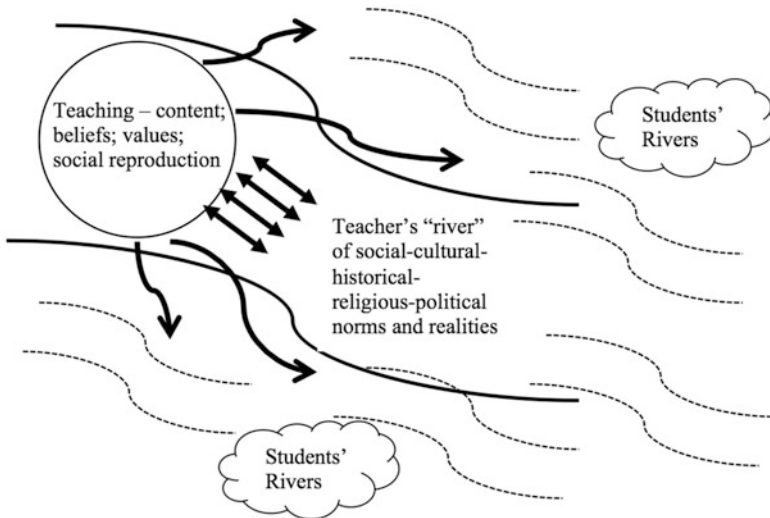 Teaching – content;
beliefs; values;
social reproduction
Students'
Rivers
Teacher's “river”
of social-cultural-
historical-
religious-political
norms and realities
Students'
Rivers